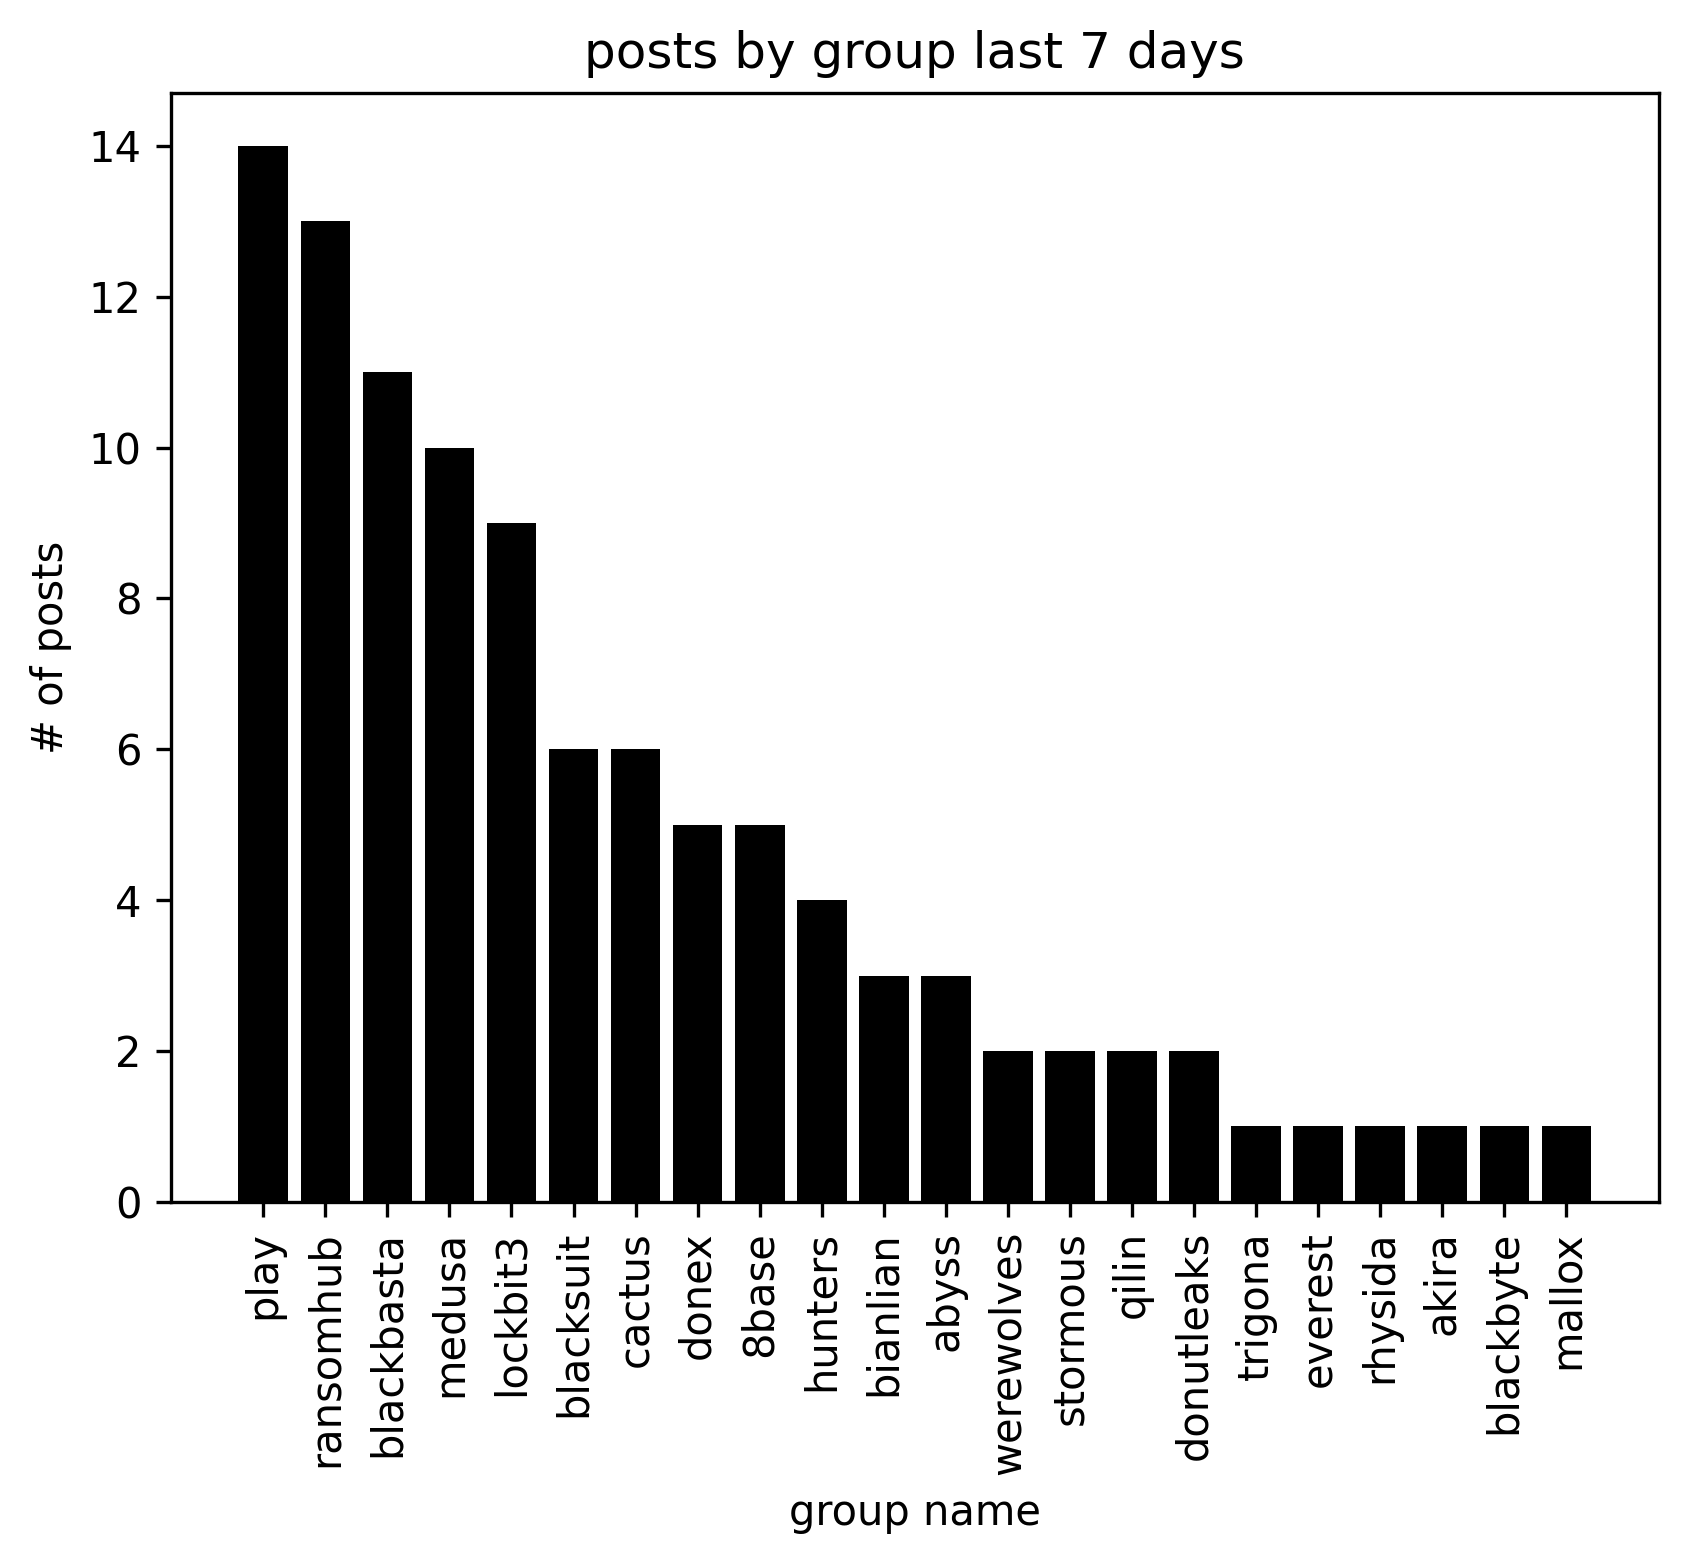 posts by group last 7 days
14
12
10
8
6
4
2
0
# of posts
play
ransomhub
blackbasta
medusa
lockbit3
blacksuit
cactus
donex
8base
hunters
bianlian
abyss
werewolves
stormous
qilin
donutleaks
trigona
everest
rhysida
akira
blackbyte
mallox
group name